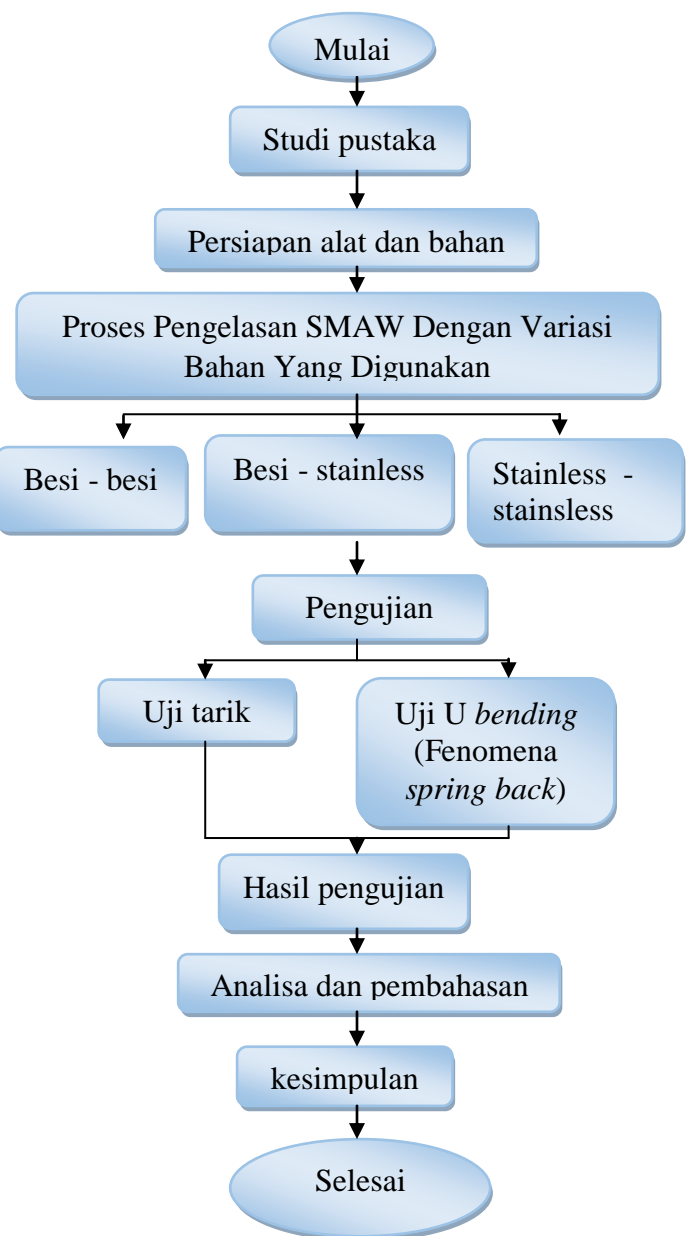 Mulai
Studi pustaka
Persiapan alat dan bahan
Proses Pengelasan SMAW Dengan Variasi
Bahan Yang Digunakan
Besi - besi
Besi - stainless
Stainless -
stainsless
Pengujian
Uji tarik
Uji U bending
(Fenomena
spring back)
Hasil pengujian
Analisa dan pembahasan
kesimpulan
Selesai